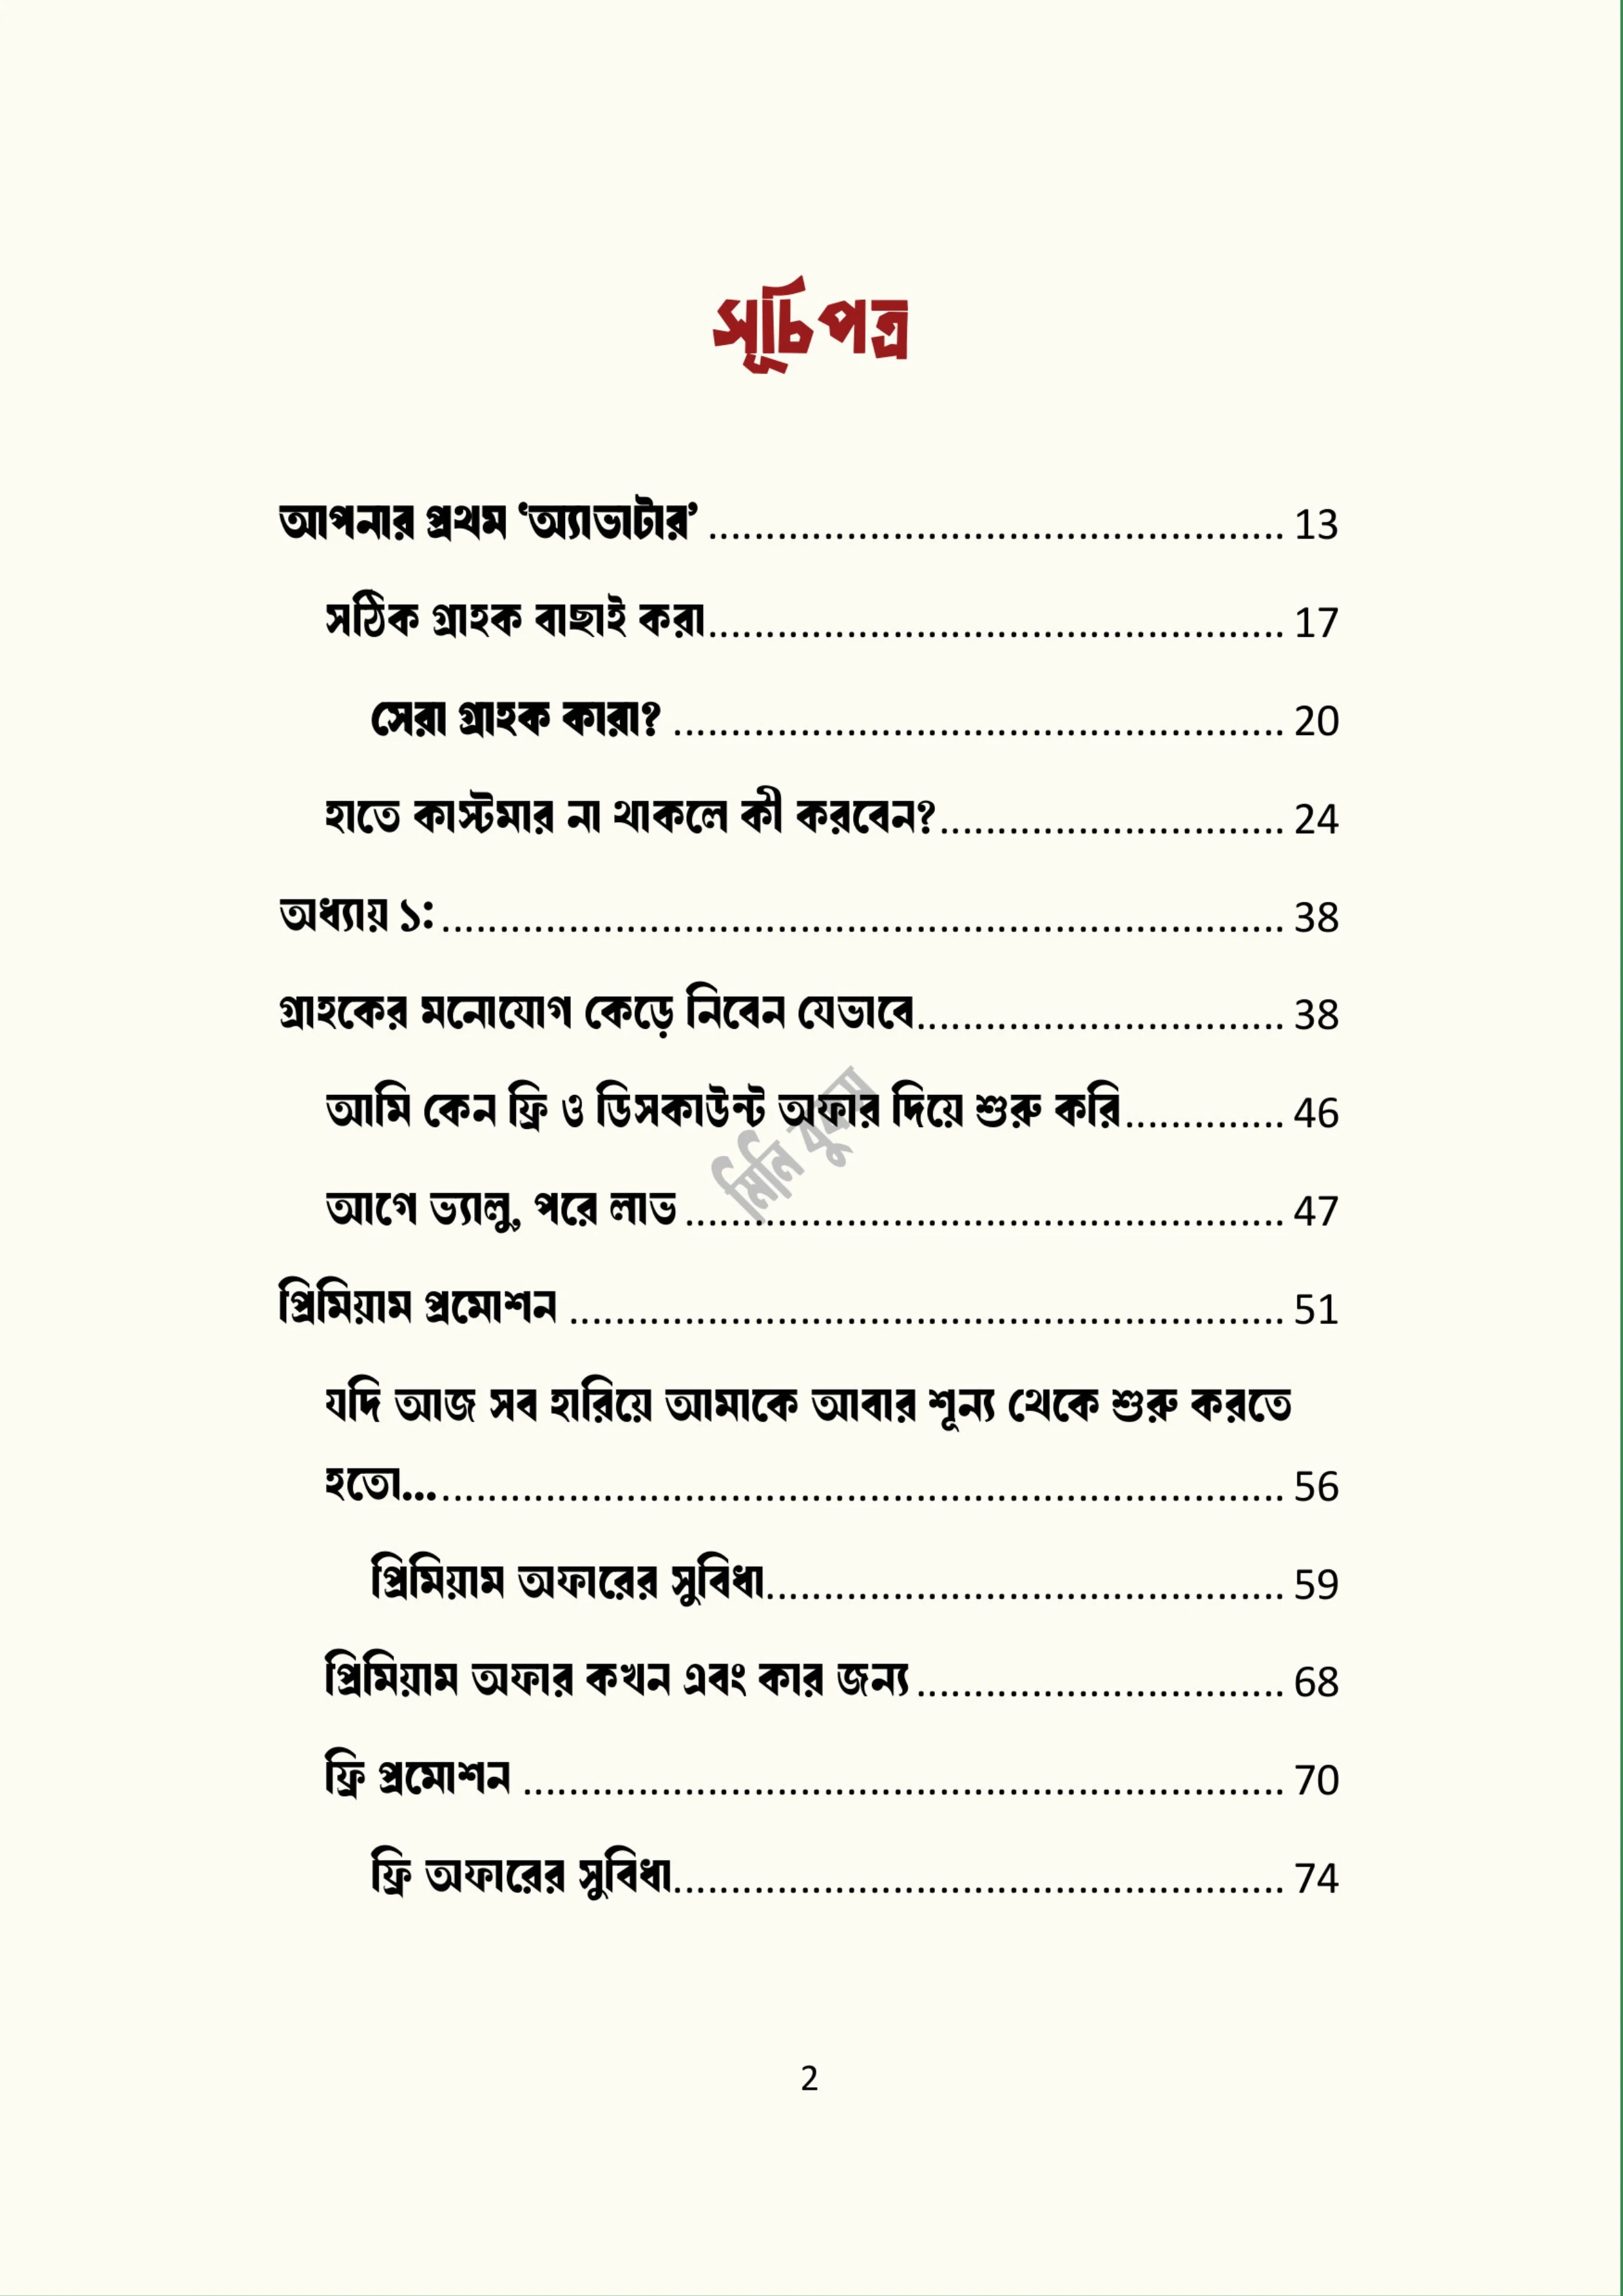 সূচিপত্র
আপনার প্রথম ‘অ্যাভাটার’ ................................................ 13
সঠিক গ্রাহক বাছাই করা................................................ 17
সেরা গ্রাহক কারা? ................................................... 20
হাতে কাস্টমার না থাকলে কী করবেন?............................. 24
অধ্যায় ১: ...................................................................... 38
গ্রাহকের মনোযোগ কেড়ে নিবেন যেভাবে............................... 38
আমি কেন ফ্রি ও ডিসকাউন্ট অফার দিয়ে শুরু করি............. 46
আগে ভ্যালু, পরে লাভ .................................................. 47
প্রিমিয়াম প্রমোশন ............................................................ 51
যদি আজ সব হারিয়ে আমাকে আবার শূন্য থেকে শুরু করতে
হতো... ...................................................................... 56
প্রিমিয়াম অফারের সুবিধা............................................ 59
প্রিমিয়াম অফার কখন এবং কার জন্য ............................... 68
ফ্রি প্রমোশন ................................................................ 70
ফ্রি অফারের সুবিধা.................................................... 74
মিনি বুকস
2